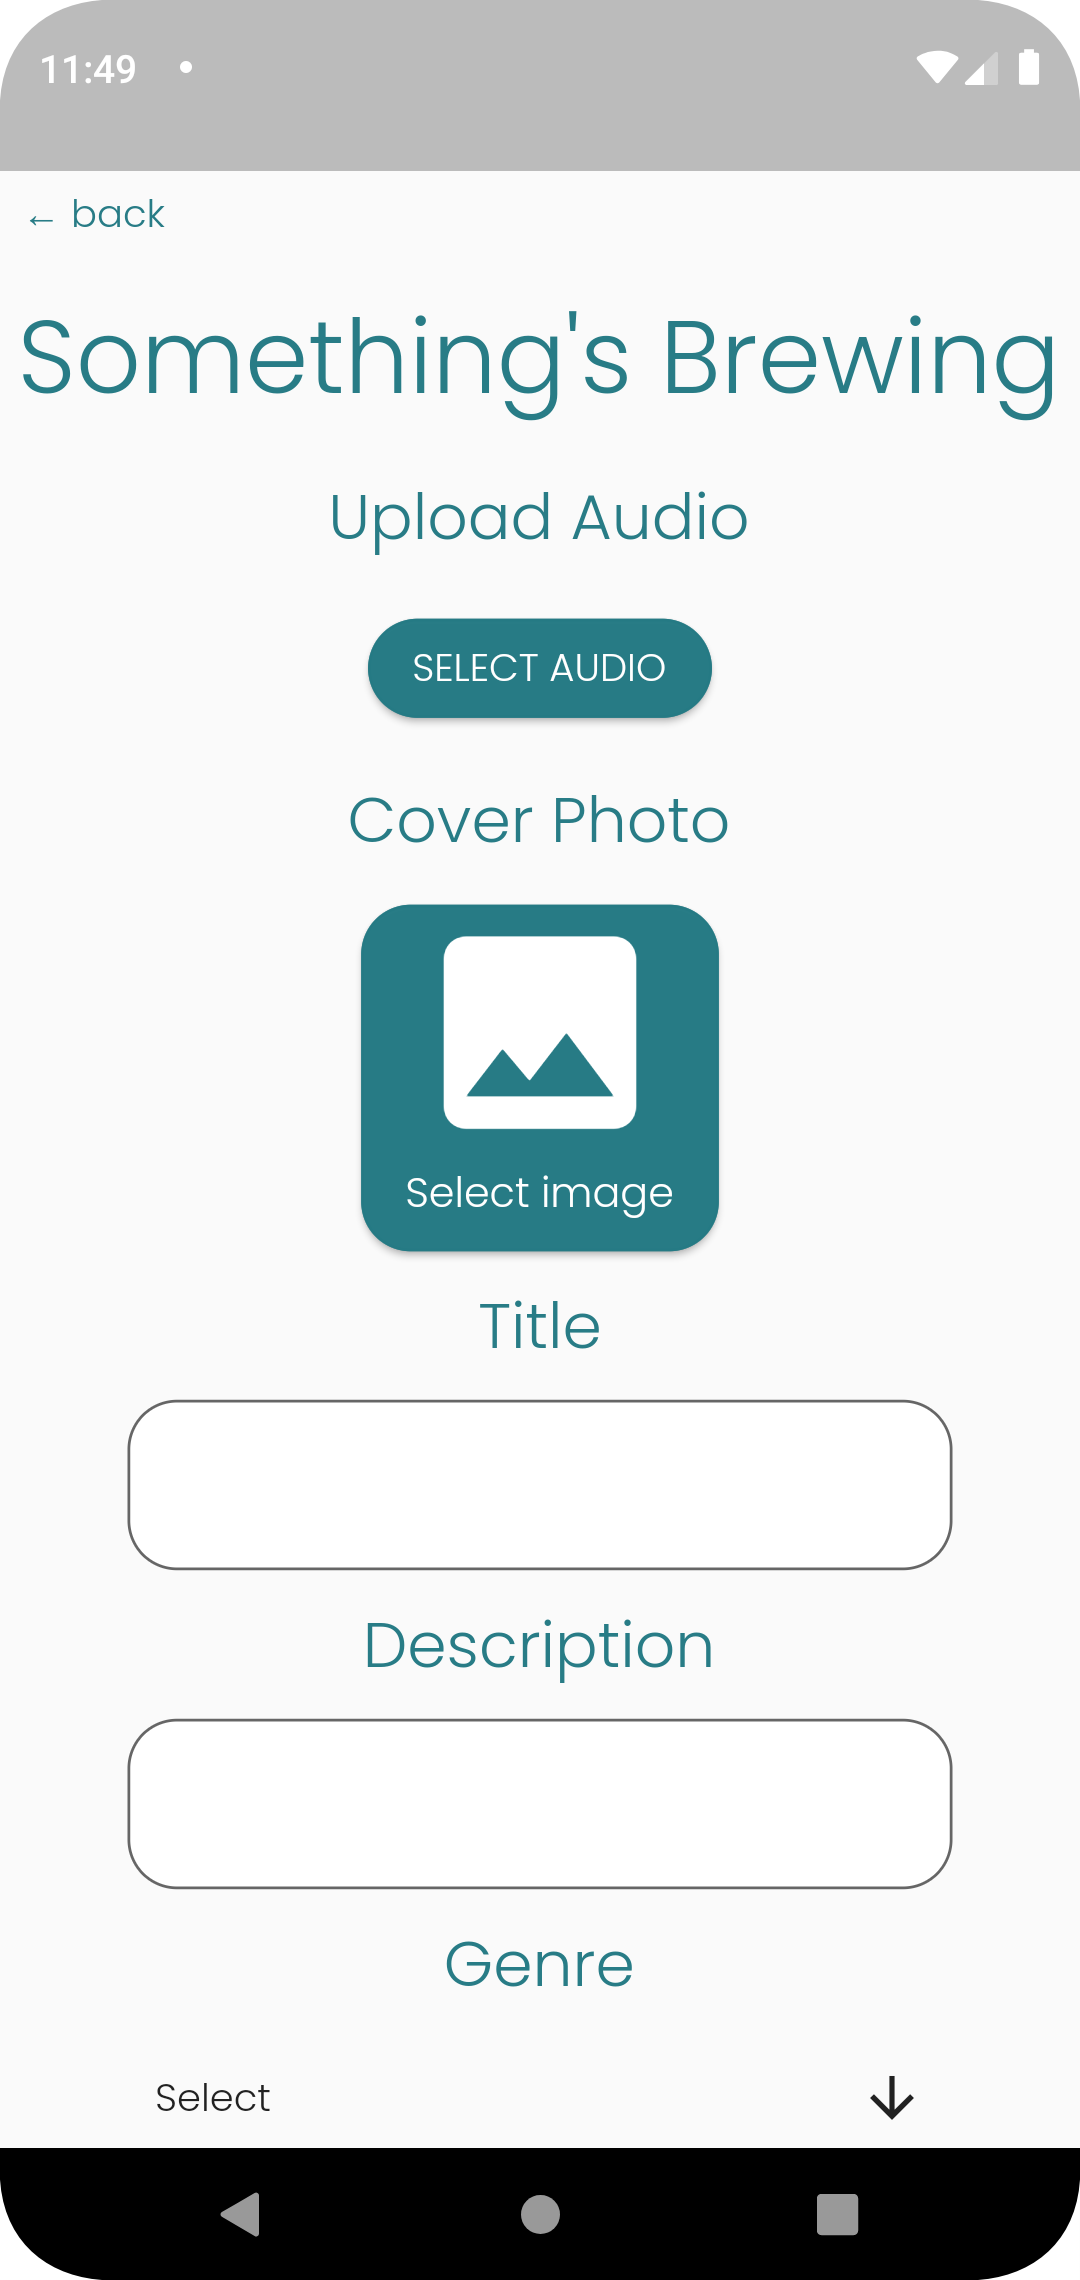 11:49
← back
Something's Brewing
Upload Audio
SELECT AUDIO
Cover Photo
Select image
Title
Description
Genre
Select